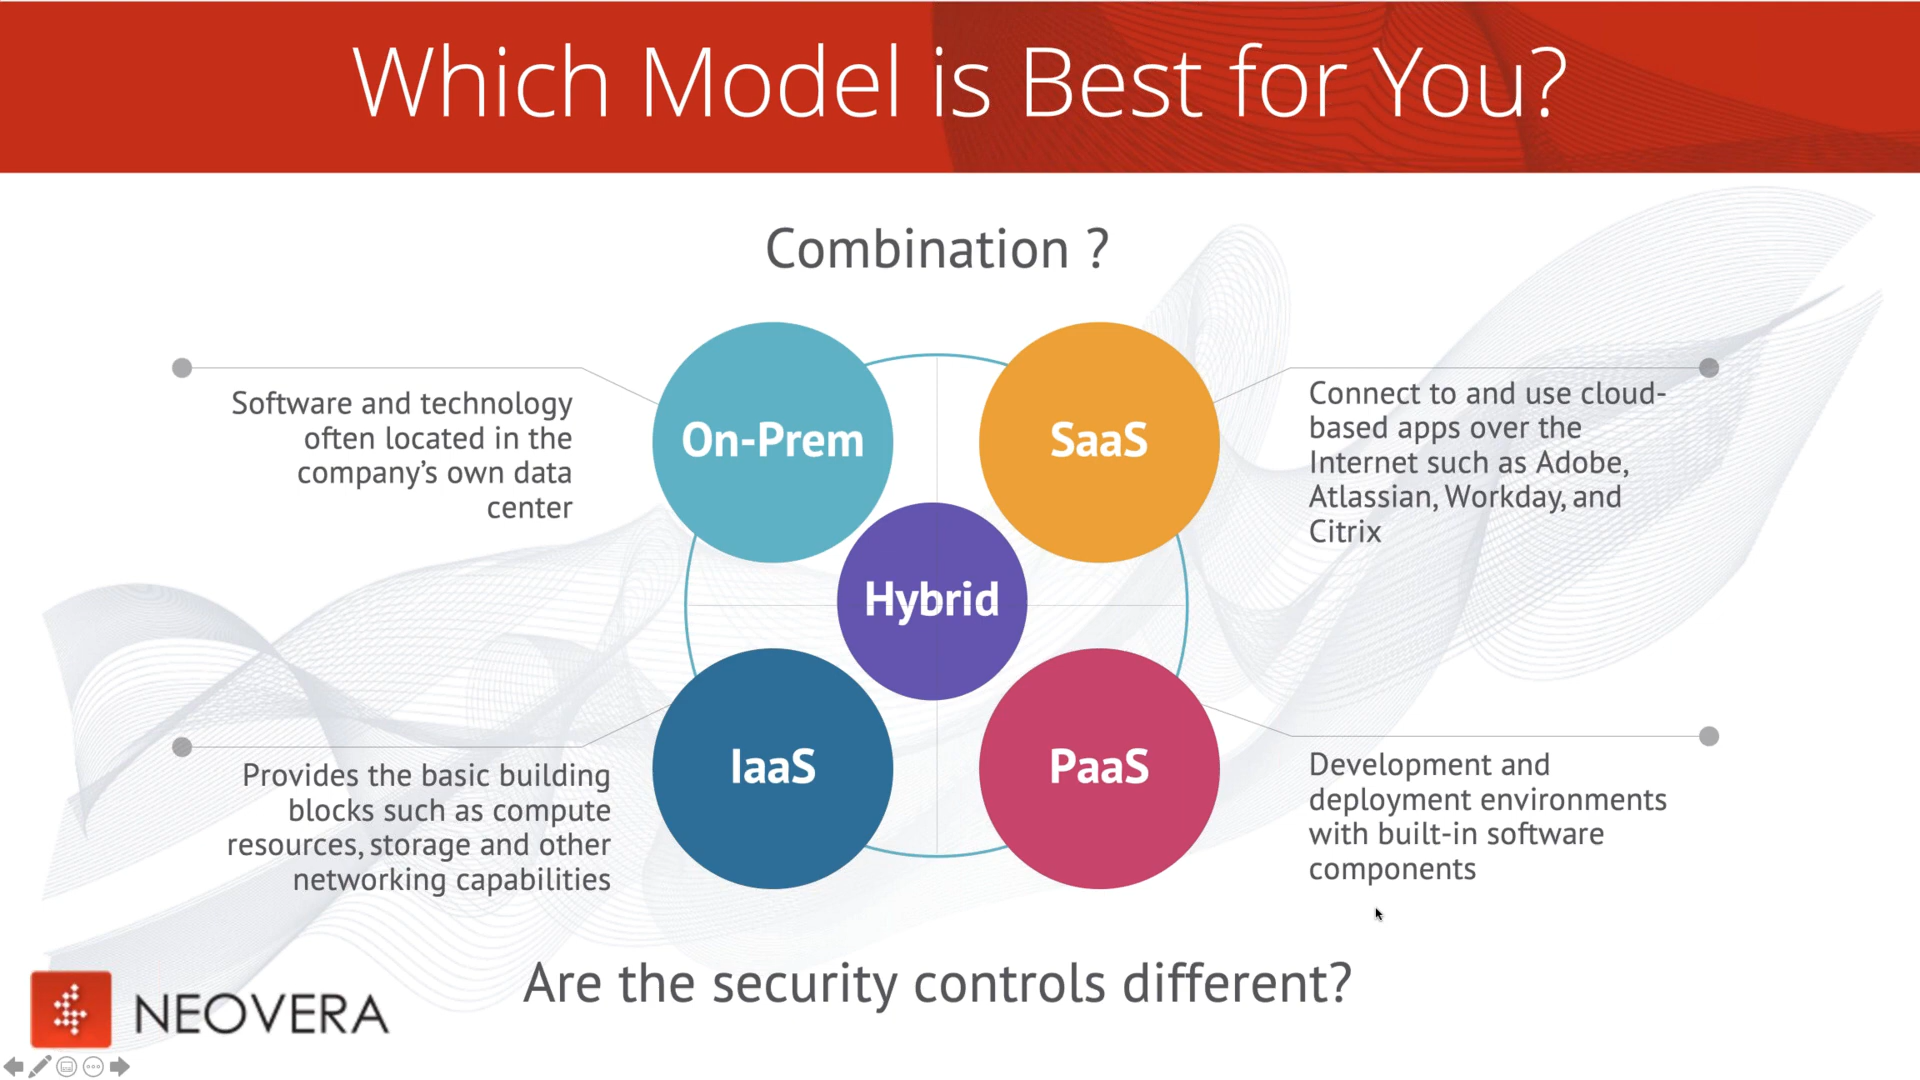 Which Model is Best for You?
Combination ?
Software and technology
often located in the
company’s own data
center
On-Prem
SaaS
Connect to and use cloud-
based apps over the
Internet such as Adobe,
Atlassian, Workday, and
Citrix
Hybrid
Provides the basic building
blocks such as compute
resources, storage and other
networking capabilities
IaaS
PaaS
Development and
deployment environments
with built-in software
components
Are the security controls different?
NEOVERA